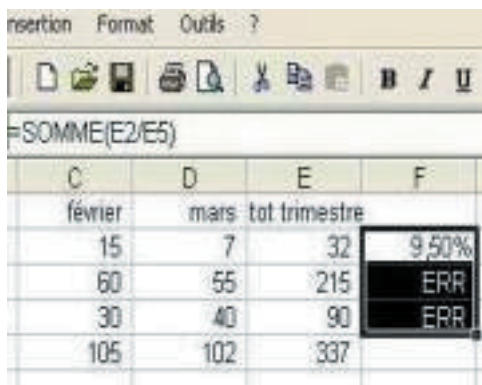 nsertion Format Outils ?
B I U
=SOMME(E2/E5)
C D E F
février mars tot trimestre
15 7 32 9,50%
60 55 215 ERR
30 40 90 ERR
105 102 337